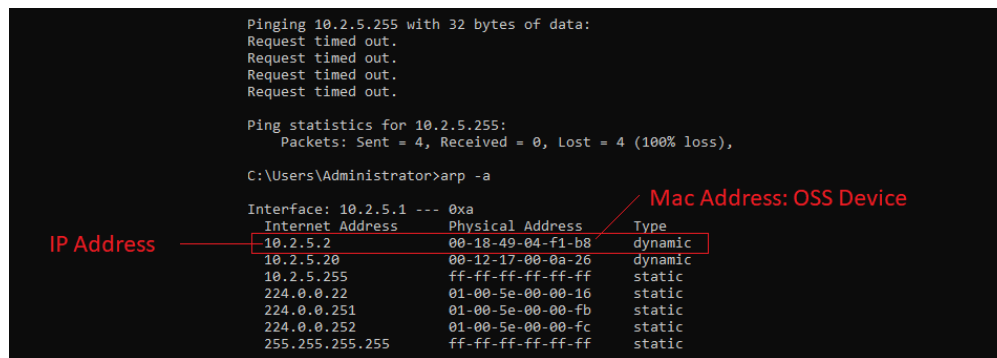 Pinging 10.2.5.255 with 32 bytes of data:
Request timed out.
Request timed out.
Request timed out.
Request timed out.
Ping statistics for 10.2.5.255:
Packets: Sent = 4, Received = 0, Lost = 4 (100% loss),
C:\Users\Administrator>arp -a
Mac Address: OSS Device
Interface: 10.2.5.1 --- 0xa
Internet Address Physical Address Type
IP Address
10.2.5.2 00-18-49-04-f1-b8 dynamic
10.2.5.20 00-12-17-00-0a-26 dynamic
10.2.5.255 ff-ff-ff-ff-ff-ff static
224.0.0.22 01-00-5e-00-00-16 static
224.0.0.251 01-00-5e-00-00-fb static
224.0.0.252 01-00-5e-00-00-fc static
255.255.255.255 ff-ff-ff-ff-ff-ff static